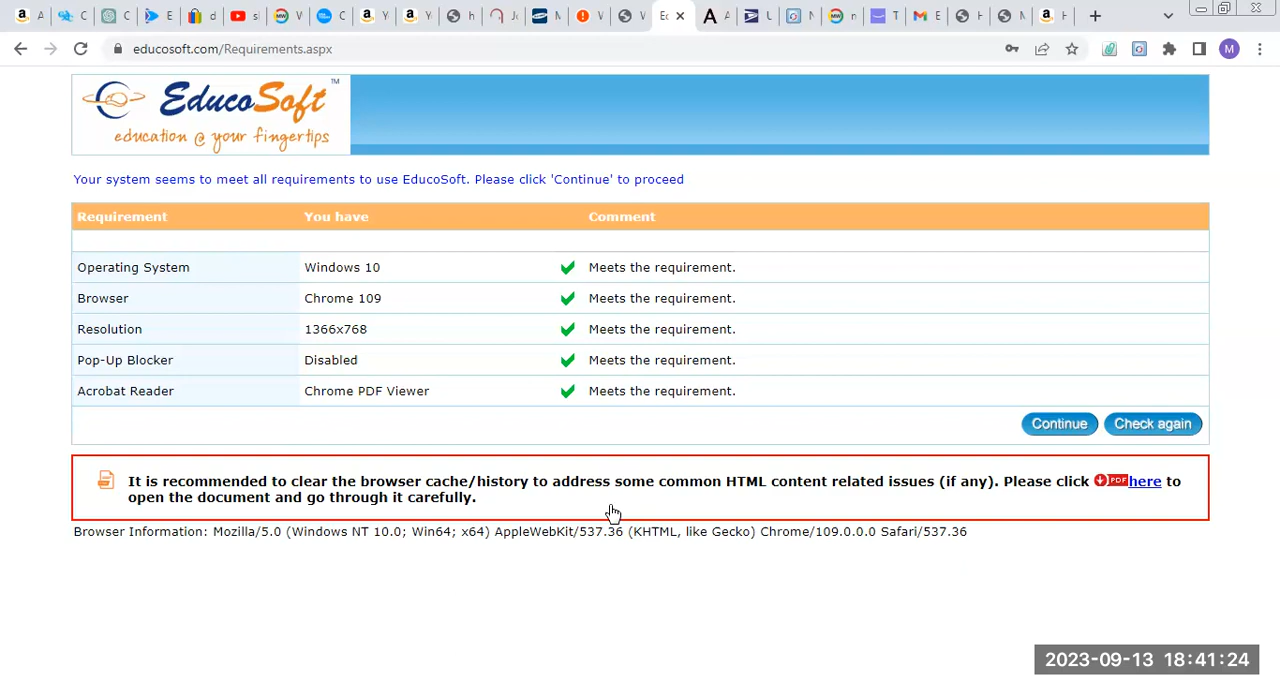 educosoft.com/Requirements.aspx
M
EducoSoft™
education @ your fingertips
Your system seems to meet all requirements to use EducoSoft. Please click 'Continue' to proceed
Requirement You have Comment
Operating System Windows 10 Meets the requirement.
Browser Chrome 109 Meets the requirement.
Resolution 1366x768 Meets the requirement.
Pop-Up Blocker Disabled Meets the requirement.
Acrobat Reader Chrome PDF Viewer Meets the requirement.
Continue Check again
It is recommended to clear the browser cache/history to address some common HTML content related issues (if any). Please click PDF here to
open the document and go through it carefully.
Browser Information: Mozilla/5.0 (Windows NT 10.0; Win64; x64) AppleWebKit/537.36 (KHTML, like Gecko) Chrome/109.0.0.0 Safari/537.36
2023-09-13 18:41:24